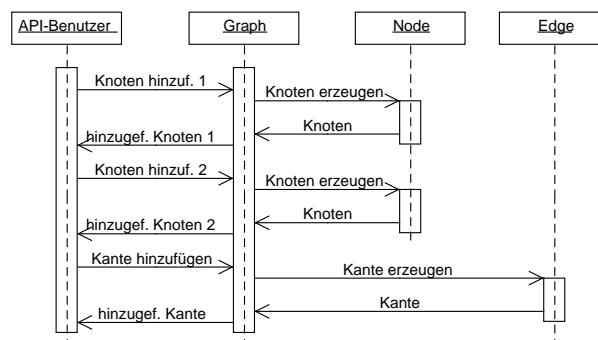 API-Benutzer
Graph
Node
Edge
Knoten hinzuf. 1
Knoten erzeugen
Knoten
hinzugef. Knoten 1
Knoten hinzuf. 2
Knoten erzeugen
Knoten
hinzugef. Knoten 2
Kante hinzufügen
Kante erzeugen
Kante
hinzugef. Kante